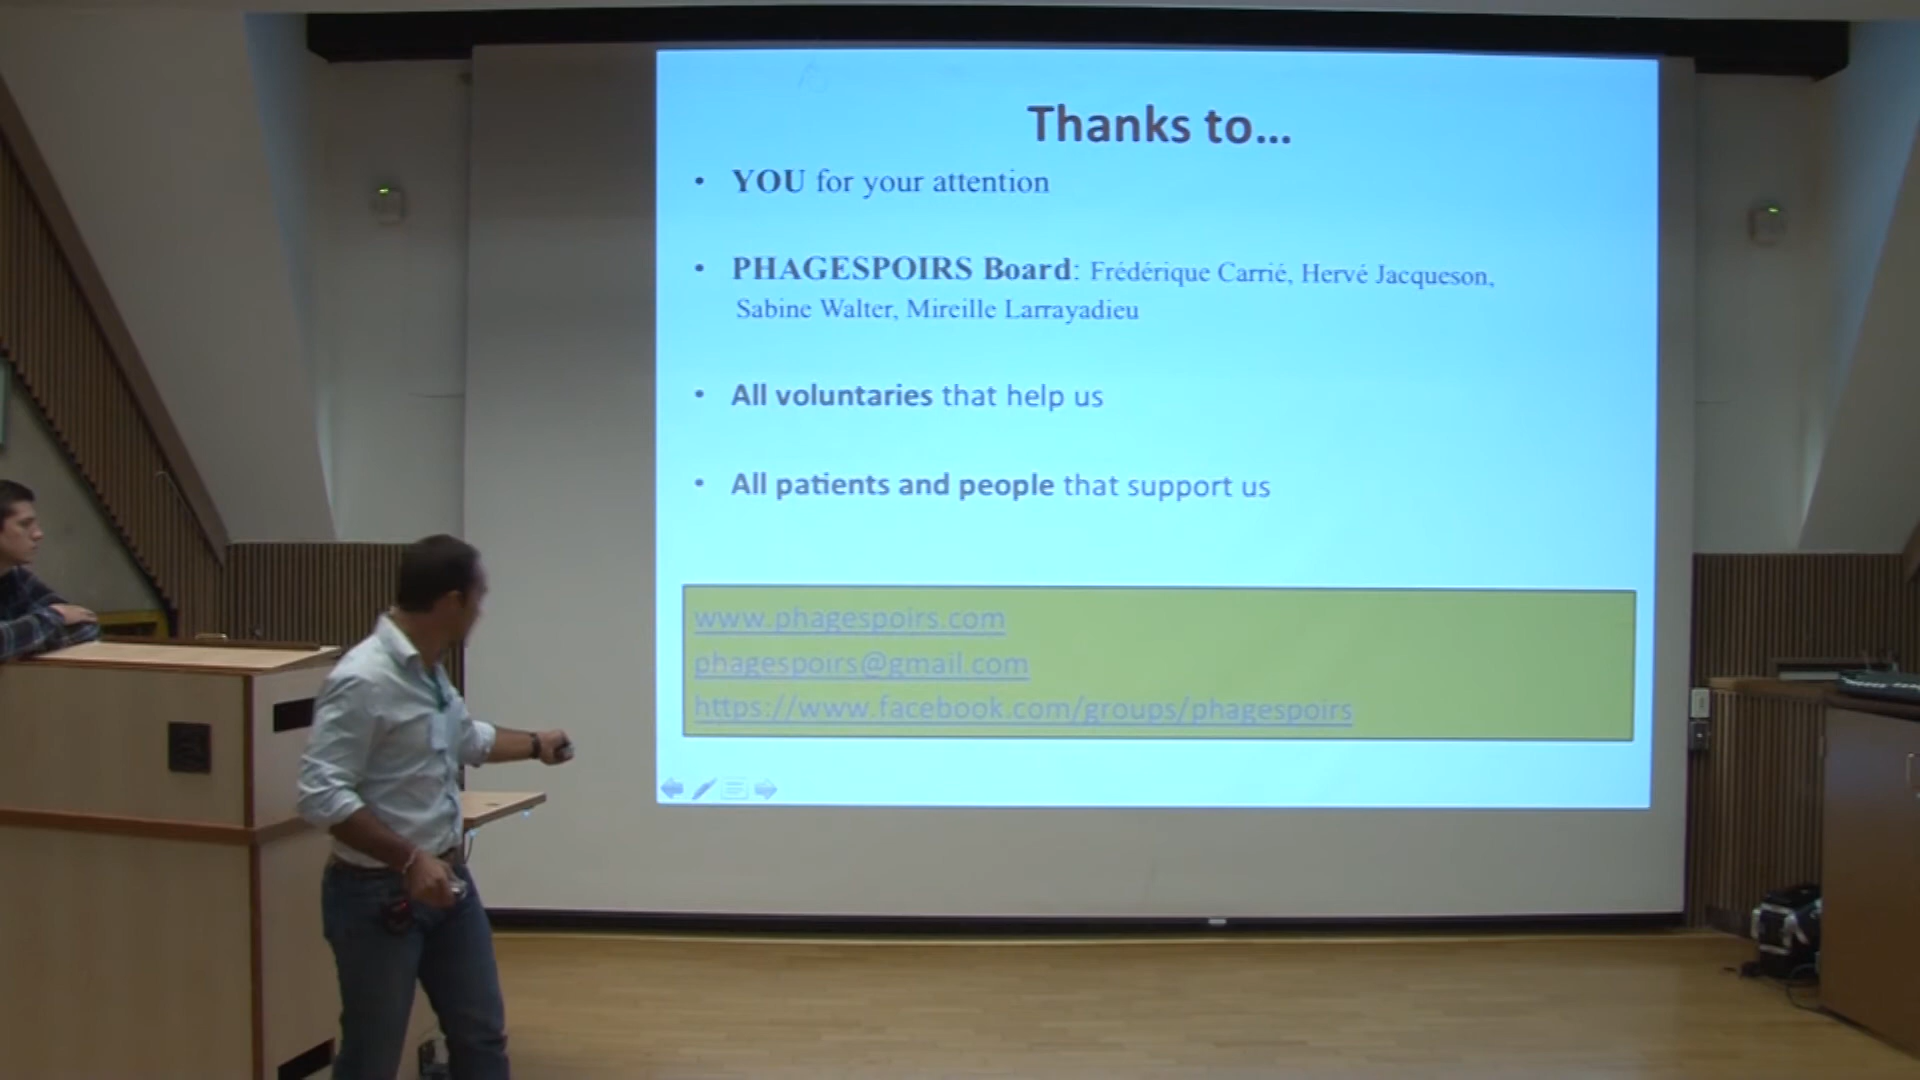 Thanks to...
• YOU for your attention
• PHAGESPOIRS Board: Frédérique Carrié, Hervé Jacqueson,
Sabine Walter, Mireille Larrayadieu
• All voluntaries that help us
• All patients and people that support us
www.phagespoirs.com
phagespoirs@gmail.com
https://www.facebook.com/groups/phagespoirs